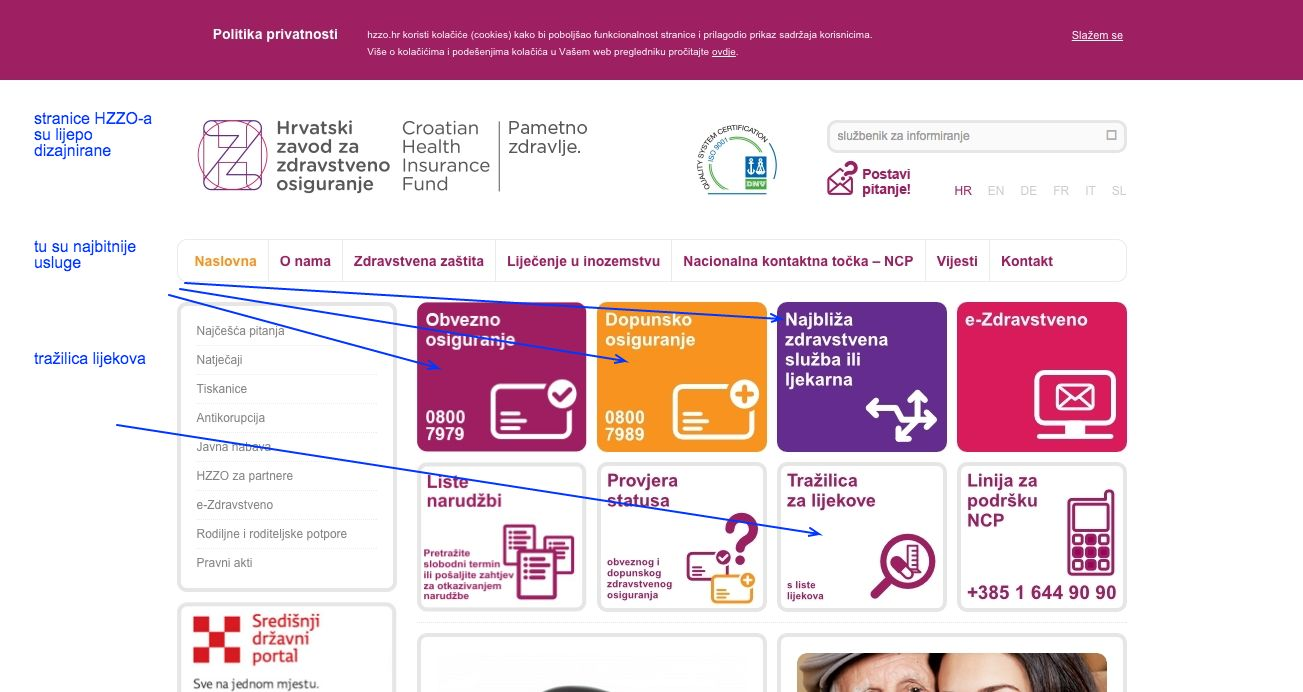 Politika privatnosti
hzzo.hr koristi kolačiće (cookies) kako bi poboljšao funkcionalnost stranice i prilagodio prikaz sadržaja korisnicima.
Više o kolačićima i podešenjima kolačića u Vašem web pregledniku pročitajte ovdje.
Slažem se
stranice HZZO-a
su lijepo
dizajnirane
Hrvatski
zavod za
zdravstveno
osiguranje
Croatian
Health
Insurance
Fund
Pametno
zdravlje.
QUALITY SYSTEM CERTIFICATION
ISO 9001
DNV
službenik za informiranje
Postavi
pitanje!
HR EN DE FR IT SL
tu su najbitnije
usluge
Naslovna O nama Zdravstvena zaštita Liječenje u inozemstvu Nacionalna kontaktna točka – NCP Vijesti Kontakt
tražilica lijekova
Najčešća pitanja
Natječaji
Tiskanice
Antikorupcija
Javna nabava
HZZO za partnere
e-Zdravstveno
Rodiljne i roditeljske potpore
Pravni akti
Obvezno
osiguranje
0800
7979
Dopunsko
osiguranje
0800
7989
Najbliža
zdravstvena
služba ili
ljekarna
e-Zdravstveno
Liste
narudžbi
Pretražite
slobodni termin
ili pošaljite zahtjev
za otkazivanjem
narudžbe
Provjera
statusa
obveznog i
dopunskog
zdravstvenog
osiguranja
Tražilica
za lijekove
s liste
lijekova
Linija za
podršku
NCP
+385 1 644 90 90
Središnji
državni
portal
Sve na jednom mjestu.